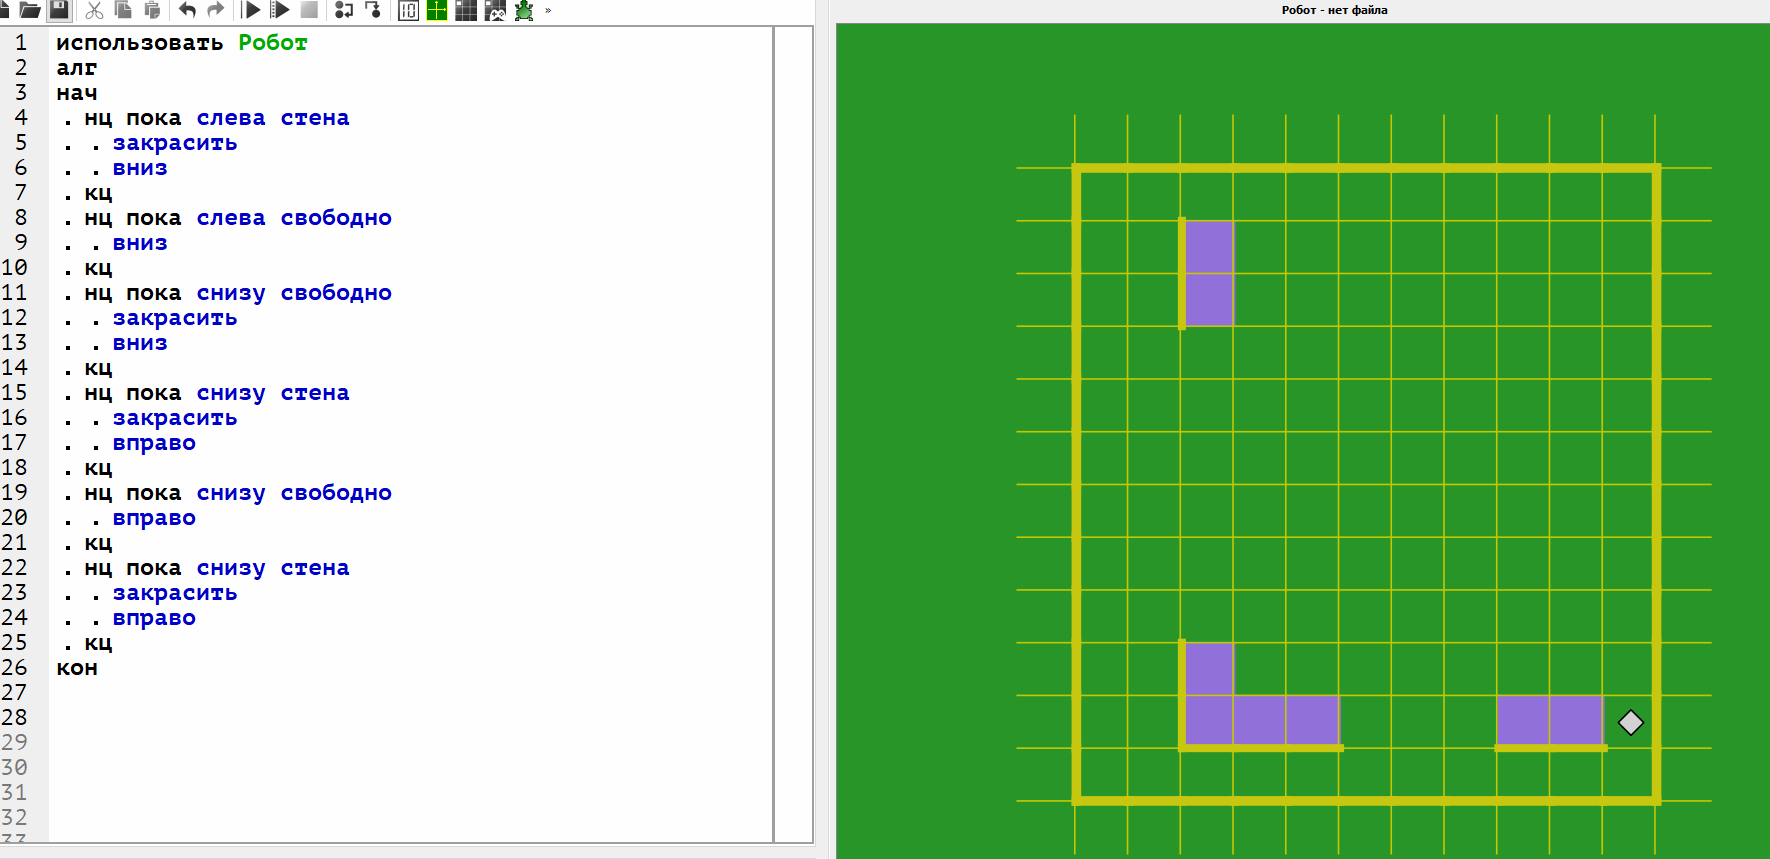 Робот - нет файла
1 использовать Робот
2 алг
3 нач
4 . нц пока слева стена
5 . . закрасить
6 . . вниз
7 . кц
8 . нц пока слева свободно
9 . . вниз
10 . кц
11 . нц пока снизу свободно
12 . . закрасить
13 . . вниз
14 . кц
15 . нц пока снизу стена
16 . . закрасить
17 . . вправо
18 . кц
19 . нц пока снизу свободно
20 . . вправо
21 . кц
22 . нц пока снизу стена
23 . . закрасить
24 . . вправо
25 . кц
26 кон
27
28
29
30
31
32
33